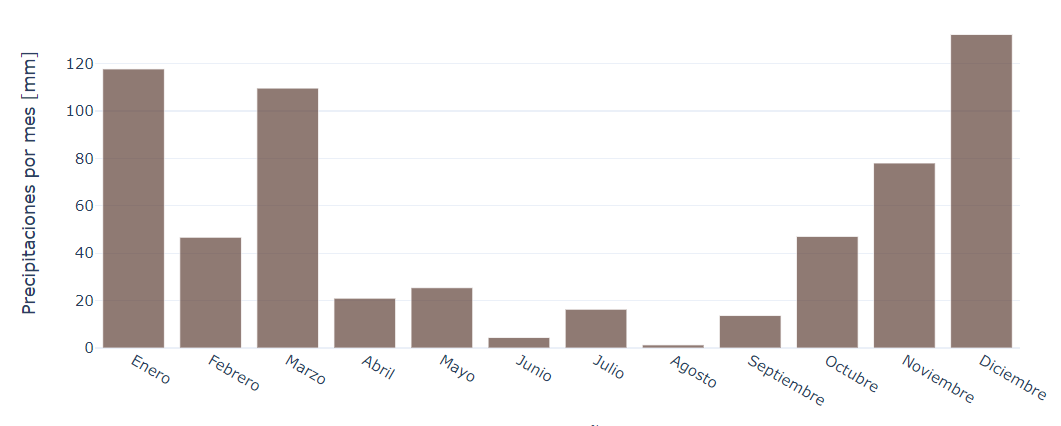 Precipitaciones por mes [mm]
120
100
80
60
40
20
0
Enero
Febrero
Marzo
Abril
Mayo
Junio
Julio
Agosto
Septiembre
Octubre
Noviembre
Diciembre